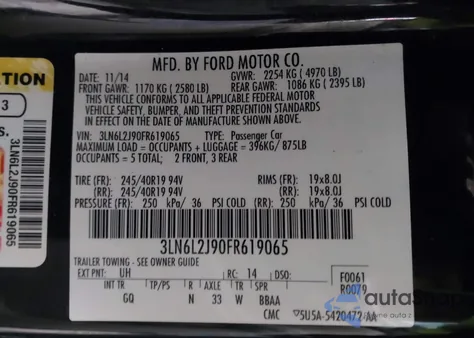 MFD. BY FORD MOTOR CO.
DATE: 11/14 GVWR: 2254 KG ( 4970 LB)
FRONT GAWR: 1170 KG ( 2580 LB) REAR GAWR: 1086 KG ( 2395 LB)
THIS VEHICLE CONFORMS TO ALL APPLICABLE FEDERAL MOTOR
VEHICLE SAFETY, BUMPER, AND THEFT PREVENTION STANDARDS
IN EFFECT ON THE DATE OF MANUFACTURE SHOWN ABOVE.
VIN: 3LN6L2J90FR619065 TYPE: Passenger Car
MAXIMUM LOAD = OCCUPANTS + LUGGAGE = 396KG/ 875LB
OCCUPANTS = 5 TOTAL; 2 FRONT, 3 REAR
TIRE (FR): 245/40R19 94V RIMS (FR): 19x8.0J
(RR): 245/40R19 94V (RR): 19x8.0J
PRESSURE (FR): 250 kPa/ 36 PSI COLD (RR): 250 kPa/ 36 PSI COLD
3LN6L2J90FR619065
TRAILER TOWING - SEE OWNER GUIDE
EXT PNT: UH RC: 14 DSO: F0061
R0079
INT TR TP/PS R AXLE TR SPR
GQ N 33 W BBAA
CMC 5U5A-5420472-AA
3LN6L2J90FR619065